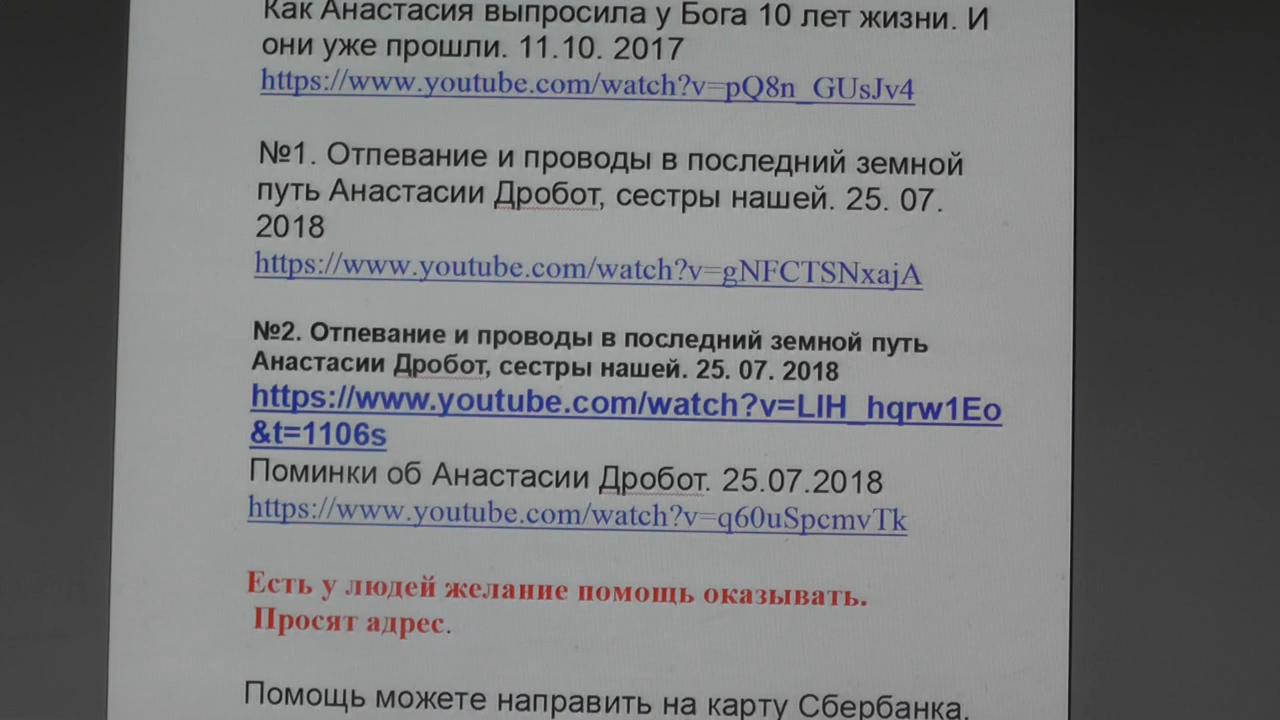 Как Анастасия выпросила у Бога 10 лет жизни. И
они уже прошли. 11.10. 2017
https://www.youtube.com/watch?v=pQ8n_GUsJv4
№1. Отпевание и проводы в последний земной
путь Анастасии Дробот, сестры нашей. 25. 07.
2018
https://www.youtube.com/watch?v=gNFCTSNxajA
№2. Отпевание и проводы в последний земной путь
Анастасии Дробот, сестры нашей. 25. 07. 2018
https://www.youtube.com/watch?v=LlH_hqrw1Eo
&t=1106s
Поминки об Анастасии Дробот. 25.07.2018
https://www.youtube.com/watch?v=q60uSpcmvTk
Есть у людей желание помощь оказывать.
Просят адрес.
Помощь можете направить на карту Сбербанка,